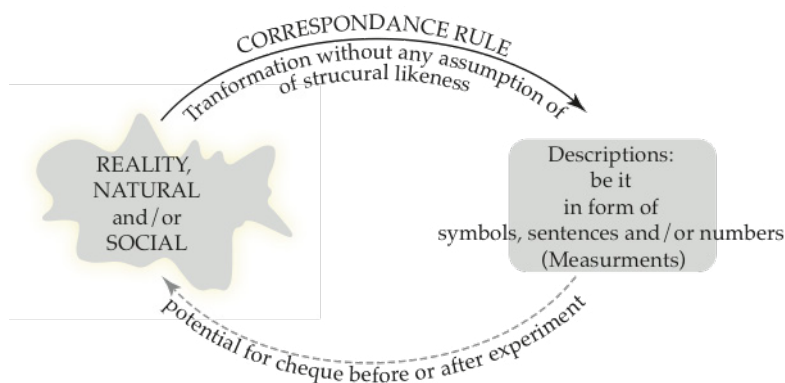 CORRESPONDANCE RULE
Tranformation without any assumption of
of strucural likeness
REALITY,
NATURAL
and/or
SOCIAL
Descriptions:
be it
in form of
symbols, sentences and/or numbers
(Measurments)
potential for cheque before or after experiment